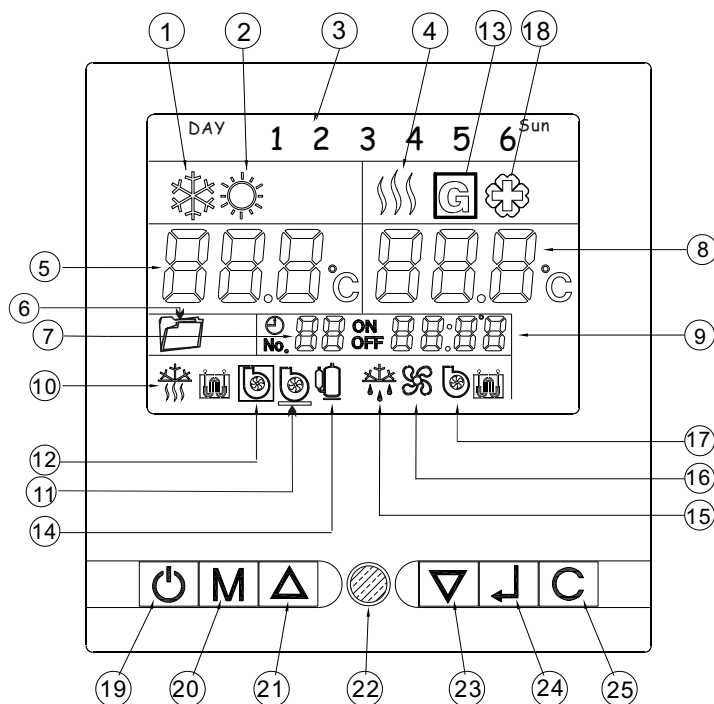 1 2 3 4 13 18
DAY 1 2 3 4 5 6 Sun
G
5 88.8 °C 88.8 °C 8
6
7 No. 88 ON OFF 88:88 9
10
12 17
11 16
14 15
M C
19 20 21 22 23 24 25